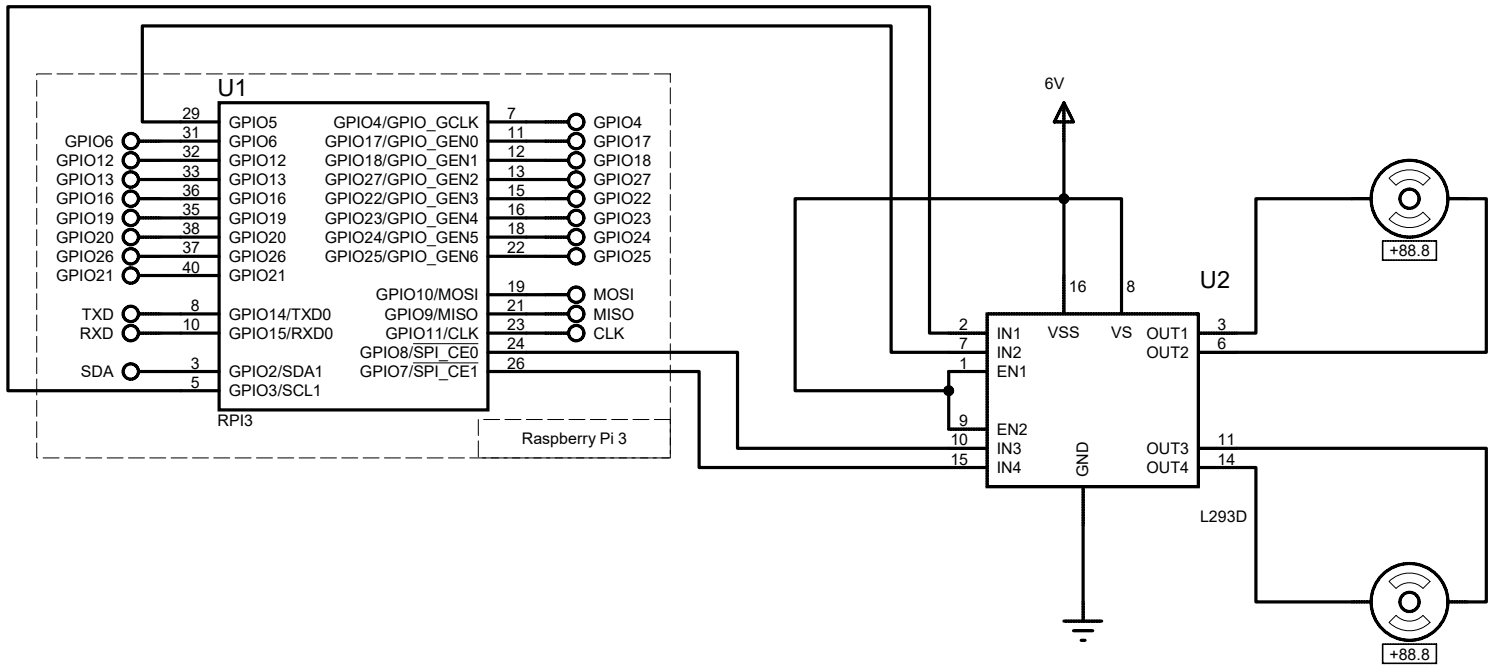 U1
29 GPIO5 GPIO4/GPIO_GCLK 7 GPIO4
GPIO6 31 GPIO6 GPIO17/GPIO_GEN0 11 GPIO17
GPIO12 32 GPIO12 GPIO18/GPIO_GEN1 12 GPIO18
GPIO13 33 GPIO13 GPIO27/GPIO_GEN2 13 GPIO27
GPIO16 36 GPIO16 GPIO22/GPIO_GEN3 15 GPIO22
GPIO19 35 GPIO19 GPIO23/GPIO_GEN4 16 GPIO23
GPIO20 38 GPIO20 GPIO24/GPIO_GEN5 18 GPIO24
GPIO26 37 GPIO26 GPIO25/GPIO_GEN6 22 GPIO25
GPIO21 40 GPIO21
GPIO10/MOSI 19 MOSI
TXD 8 GPIO14/TXD0 GPIO9/MISO 21 MISO
RXD 10 GPIO15/RXD0 GPIO11/CLK 23 CLK
GPIO8/SPI_CE0 24
SDA 3 GPIO2/SDA1 GPIO7/SPI_CE1 26
5 GPIO3/SCL1
RPI3
Raspberry Pi 3
6V
U2
16 8
2 IN1 VSS VS OUT1 3
7 IN2 OUT2 6
1 EN1
9 EN2
10 IN3 OUT3 11
15 IN4 GND OUT4 14
L293D
+88.8
+88.8